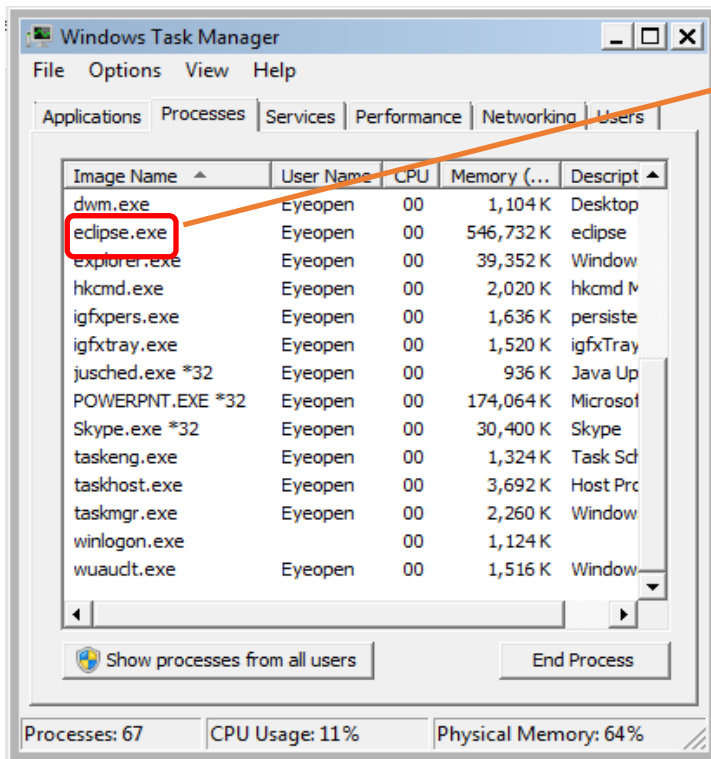 Windows Task Manager
File Options View Help
Applications Processes Services Performance Networking Users
Image Name User Name CPU Memory (... Descript
dwm.exe Eyeopen 00 1,104 K Desktop
eclipse.exe Eyeopen 00 546,732 K eclipse
explorer.exe Eyeopen 00 39,352 K Window
hkcmd.exe Eyeopen 00 2,020 K hkcmd M
igfxpers.exe Eyeopen 00 1,636 K persiste
igfxtray.exe Eyeopen 00 1,520 K igfxTray
jusched.exe *32 Eyeopen 00 936 K Java Up
POWERPNT.EXE *32 Eyeopen 00 174,064 K Microsof
Skype.exe *32 Eyeopen 00 30,400 K Skype
taskeng.exe Eyeopen 00 1,324 K Task Sch
taskhost.exe Eyeopen 00 3,692 K Host Pro
taskmgr.exe Eyeopen 00 2,260 K Window
winlogon.exe 00 1,124 K
wuauclt.exe Eyeopen 00 1,516 K Window
Show processes from all users End Process
Processes: 67 CPU Usage: 11% Physical Memory: 64%